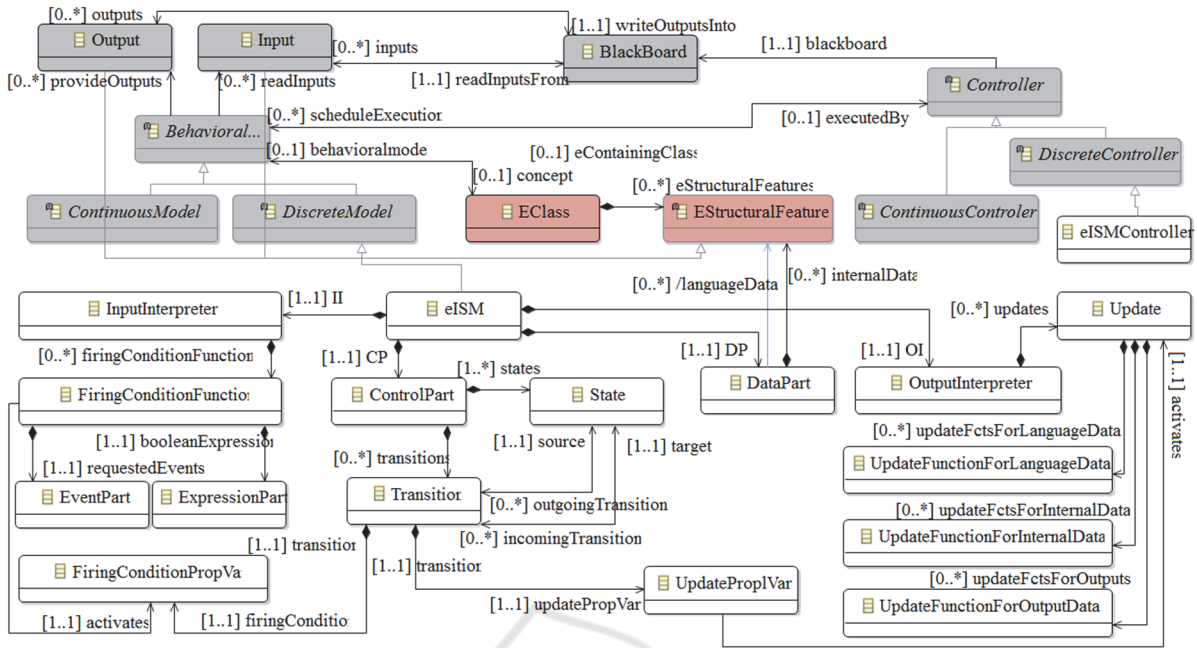 [0..*] outputs
[1..1] writeOutputsInto
Output
Input
[0..*] inputs
BlackBoard
[1..1] blackboard
[0..*] provideOutputs
[0..*] readInputs
[1..1] readInputsFrom
Controller
[0..*] scheduleExecution
[0..1] executedBy
Behavioral...
[0..1] behavioralmode
[0..1] eContainingClass
DiscreteController
[0..1] concept
[0..*] eStructuralFeatures
ContinuousModel
DiscreteModel
EClass
EStructuralFeature
ContinuousControler
eISMController
[0..*] /languageData
[0..*] internalData
[1..1] II
InputInterpreter
eISM
[0..*] updates
Update
[0..*] firingConditionFunction
[1..1] CP
[1..1] DP
[1..1] OI
[1..*] states
FiringConditionFunction
ControlPart
State
DataPart
OutputInterpreter
[1..1] activates
[1..1] booleanExpression
[1..1] source
[1..1] target
[0..*] updateFctsForLanguageData
[1..1] requestedEvents
[0..*] transitions
UpdateFunctionForLanguageData
EventPart
ExpressionPart
Transition
[0..*] outgoingTransition
[0..*] updateFctsForInternalData
[0..*] incomingTransition
UpdateFunctionForInternalData
[1..1] transition
[1..1] transition
FiringConditionPropVar
UpdatePropIVar
[0..*] updateFctsForOutputs
[1..1] updatePropVar
UpdateFunctionForOutputData
[1..1] activates
[1..1] firingCondition